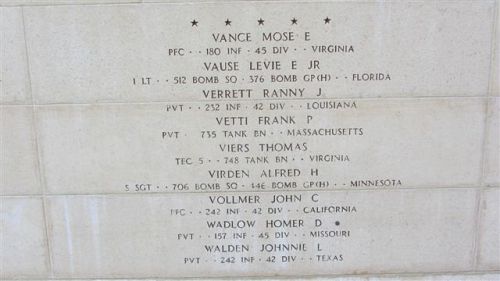 ★ ★ ★ ★ ★
VANCE MOSE E
PFC · · 180 INF · 45 DIV · · VIRGINIA
VAUSE LEVIE E JR
1 LT · · 512 BOMB SQ · 376 BOMB GP(H) · · FLORIDA
VERRETT RANNY J
PVT · · 232 INF · 42 DIV · · LOUISIANA
VETTI FRANK P
PVT · 735 TANK BN · · MASSACHUSETTS
VIERS THOMAS
TEC 5 · · 748 TANK BN · · VIRGINIA
VIRDEN ALFRED H
S SGT · · 706 BOMB SQ · 446 BOMB GP(H) · · MINNESOTA
VOLLMER JOHN C
PFC · · 242 INF · 42 DIV · · CALIFORNIA
WADLOW HOMER D
PVT · · 157 INF · 45 DIV · · MISSOURI
WALDEN JOHNNIE L
PVT · · 242 INF · 42 DIV · · TEXAS